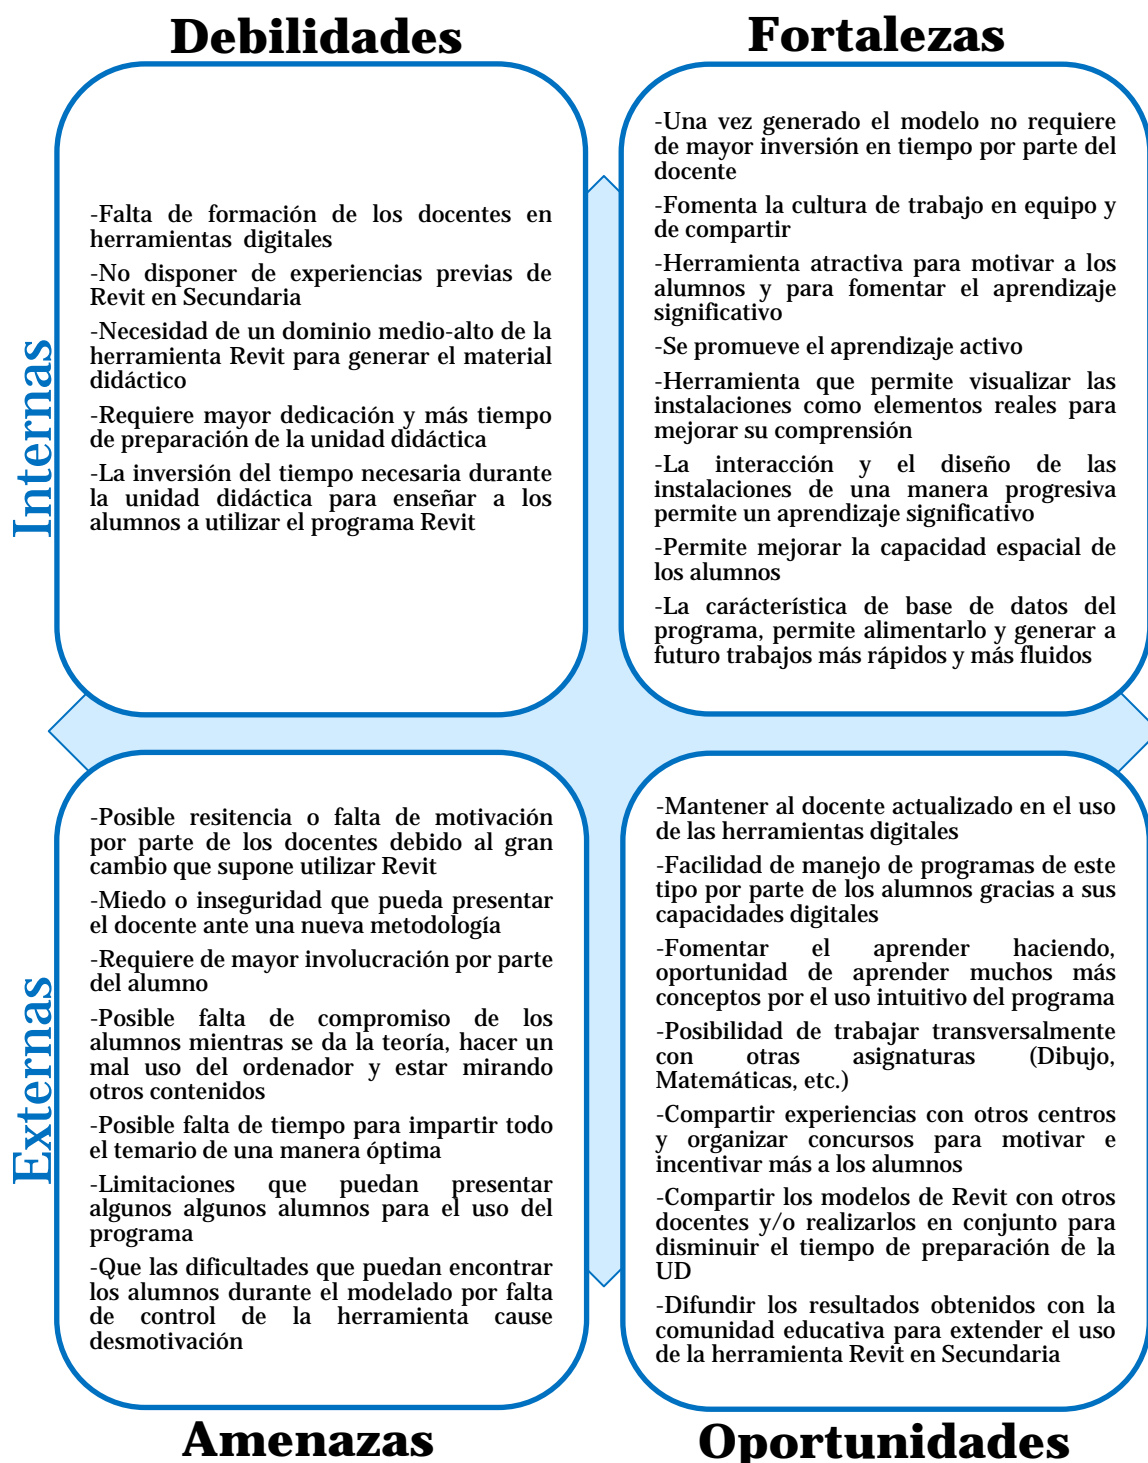 Debilidades
Fortalezas
Internas
-Falta de formación de los docentes en
herramientas digitales
-No disponer de experiencias previas de
Revit en Secundaria
-Necesidad de un dominio medio-alto de la
herramienta Revit para generar el material
didáctico
-Requiere mayor dedicación y más tiempo
de preparación de la unidad didáctica
-La inversión del tiempo necesaria durante
la unidad didáctica para enseñar a los
alumnos a utilizar el programa Revit
-Una vez generado el modelo no requiere
de mayor inversión en tiempo por parte del
docente
-Fomenta la cultura de trabajo en equipo y
de compartir
-Herramienta atractiva para motivar a los
alumnos y para fomentar el aprendizaje
significativo
-Se promueve el aprendizaje activo
-Herramienta que permite visualizar las
instalaciones como elementos reales para
mejorar su comprensión
-La interacción y el diseño de las
instalaciones de una manera progresiva
permite un aprendizaje significativo
-Permite mejorar la capacidad espacial de
los alumnos
-La carácterística de base de datos del
programa, permite alimentarlo y generar a
futuro trabajos más rápidos y más fluidos
Externas
-Posible resitencia o falta de motivación
por parte de los docentes debido al gran
cambio que supone utilizar Revit
-Miedo o inseguridad que pueda presentar
el docente ante una nueva metodología
-Requiere de mayor involucración por parte
del alumno
-Posible falta de compromiso de los
alumnos mientras se da la teoría, hacer un
mal uso del ordenador y estar mirando
otros contenidos
-Posible falta de tiempo para impartir todo
el temario de una manera óptima
-Limitaciones que puedan presentar
algunos algunos alumnos para el uso del
programa
-Que las dificultades que puedan encontrar
los alumnos durante el modelado por falta
de control de la herramienta cause
desmotivación
-Mantener al docente actualizado en el uso
de las herramientas digitales
-Facilidad de manejo de programas de este
tipo por parte de los alumnos gracias a sus
capacidades digitales
-Fomentar el aprender haciendo,
oportunidad de aprender muchos más
conceptos por el uso intuitivo del programa
-Posibilidad de trabajar transversalmente
con otras asignaturas (Dibujo,
Matemáticas, etc.)
-Compartir experiencias con otros centros
y organizar concursos para motivar e
incentivar más a los alumnos
-Compartir los modelos de Revit con otros
docentes y/o realizarlos en conjunto para
disminuir el tiempo de preparación de la
UD
-Difundir los resultados obtenidos con la
comunidad educativa para extender el uso
de la herramienta Revit en Secundaria
Amenazas
Oportunidades